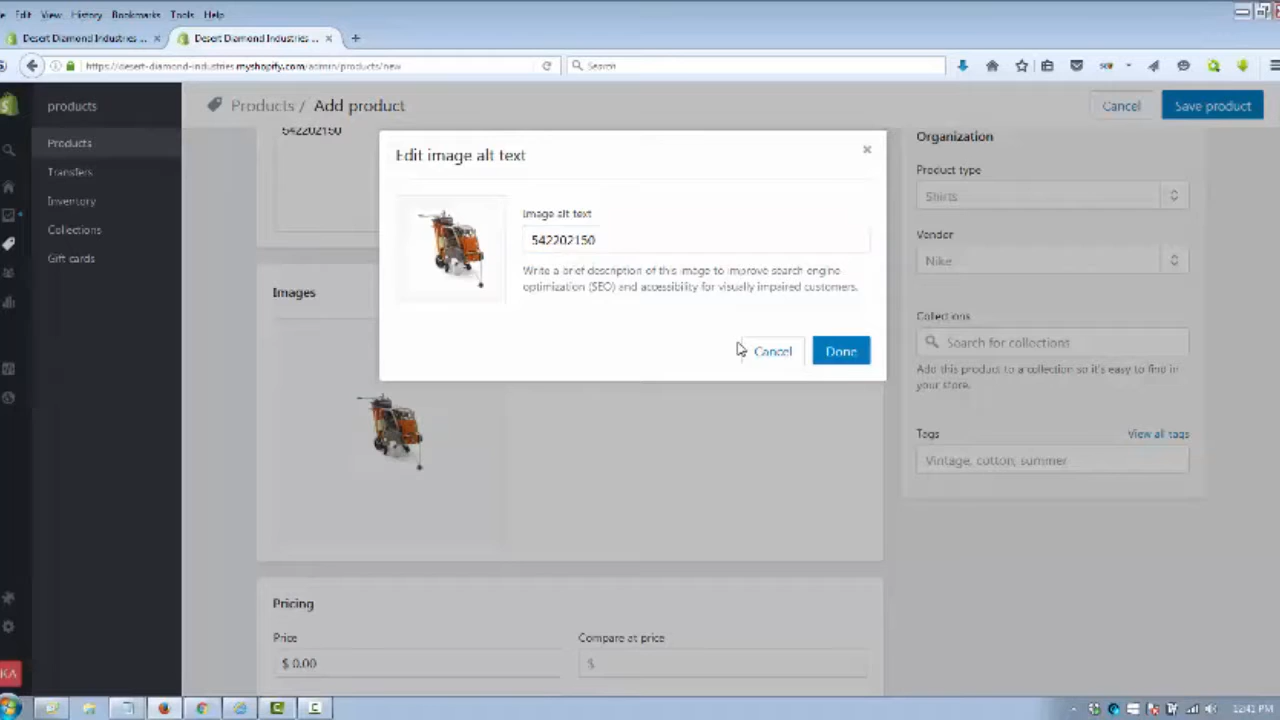 Edit View History Bookmarks Tools Help
Desert Diamond Industries ... × Desert Diamond Industries ... × +
https://desert-diamond-industries.myshopify.com/admin/products/new
Search
products
Products / Add product
Cancel
Save product
Products
Transfers
Inventory
Collections
Gift cards
542202150
Edit image alt text
×
Image alt text
542202150
Write a brief description of this image to improve search engine
optimization (SEO) and accessibility for visually impaired customers.
Cancel
Done
Images
Pricing
Price
Compare at price
$ 0.00
$
Organization
Product type
Shirts
Vendor
Nike
Collections
Search for collections
Add this product to a collection so it's easy to find in
your store.
Tags
View all tags
Vintage, cotton, summer
KA
12:41 PM